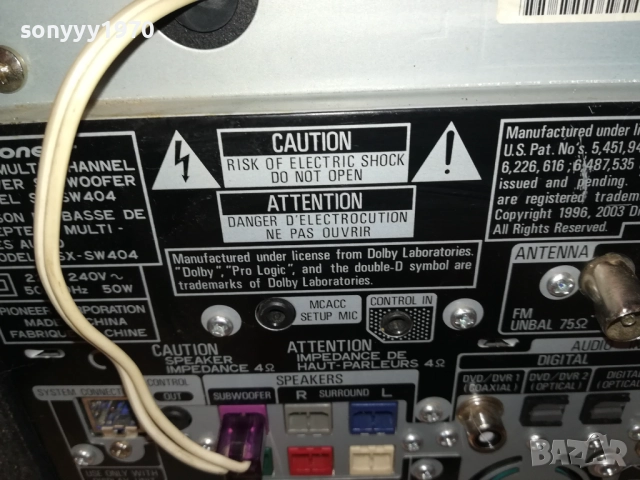 sonyyy1970
CAUTION
RISK OF ELECTRIC SHOCK
DO NOT OPEN
ATTENTION
DANGER D'ELECTROCUTION
NE PAS OUVRIR
Manufactured under license from Dolby Laboratories.
"Dolby", "Pro Logic", and the double-D symbol are
trademarks of Dolby Laboratories.
Manufactured under
U.S. Pat. No's. 5,451,94
6,226,616 ;6,487,535
issued and pending.
are registered tradema
Copyright 1996, 2003 D
All Rights Reserved.
MULTI CHANNEL
SW404
BASSE DE
MULTI -
SX-SW404
240V~
50W
PIONEER CORPORATION
MADE CHINA
FABRIQUE CHINE
MCACC
SETUP MIC
CONTROL IN
ANTENNA
FM
UNBAL 75Ω
CAUTION
SPEAKER
IMPEDANCE 4Ω
ATTENTION
IMPEDANCE DE
HAUT-PARLEURS 4Ω
AUDIO
DIGITAL
SPEAKERS
SUBWOOFER
R SURROUND L
DVD/DVR 1
(COAXIAL)
DVD/DVR 2
(OPTICAL)
DIGITAL
(OPTICAL)
SYSTEM CONNECTOR
CONTROL
OUT
USE ONLY WITH
bazar.bg